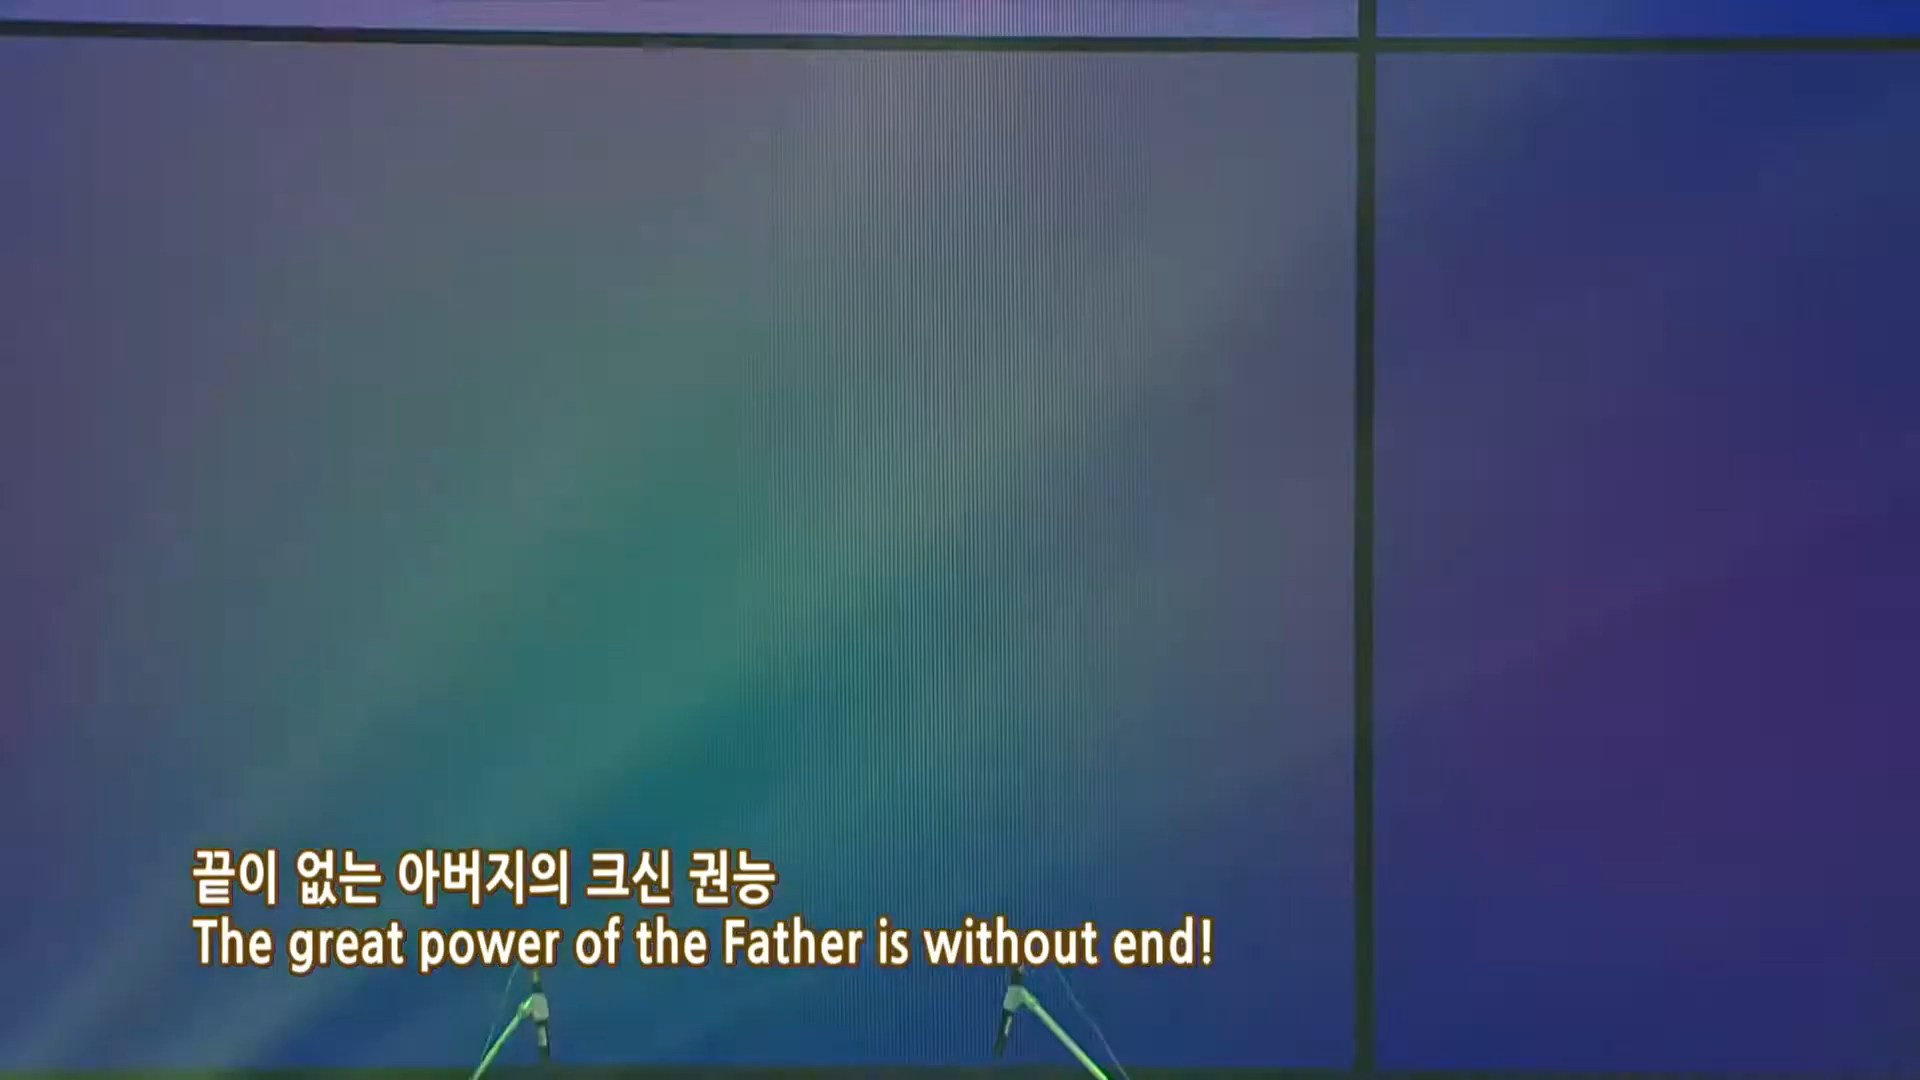 끝이 없는 아버지의 크신 권능
The great power of the Father is without end!